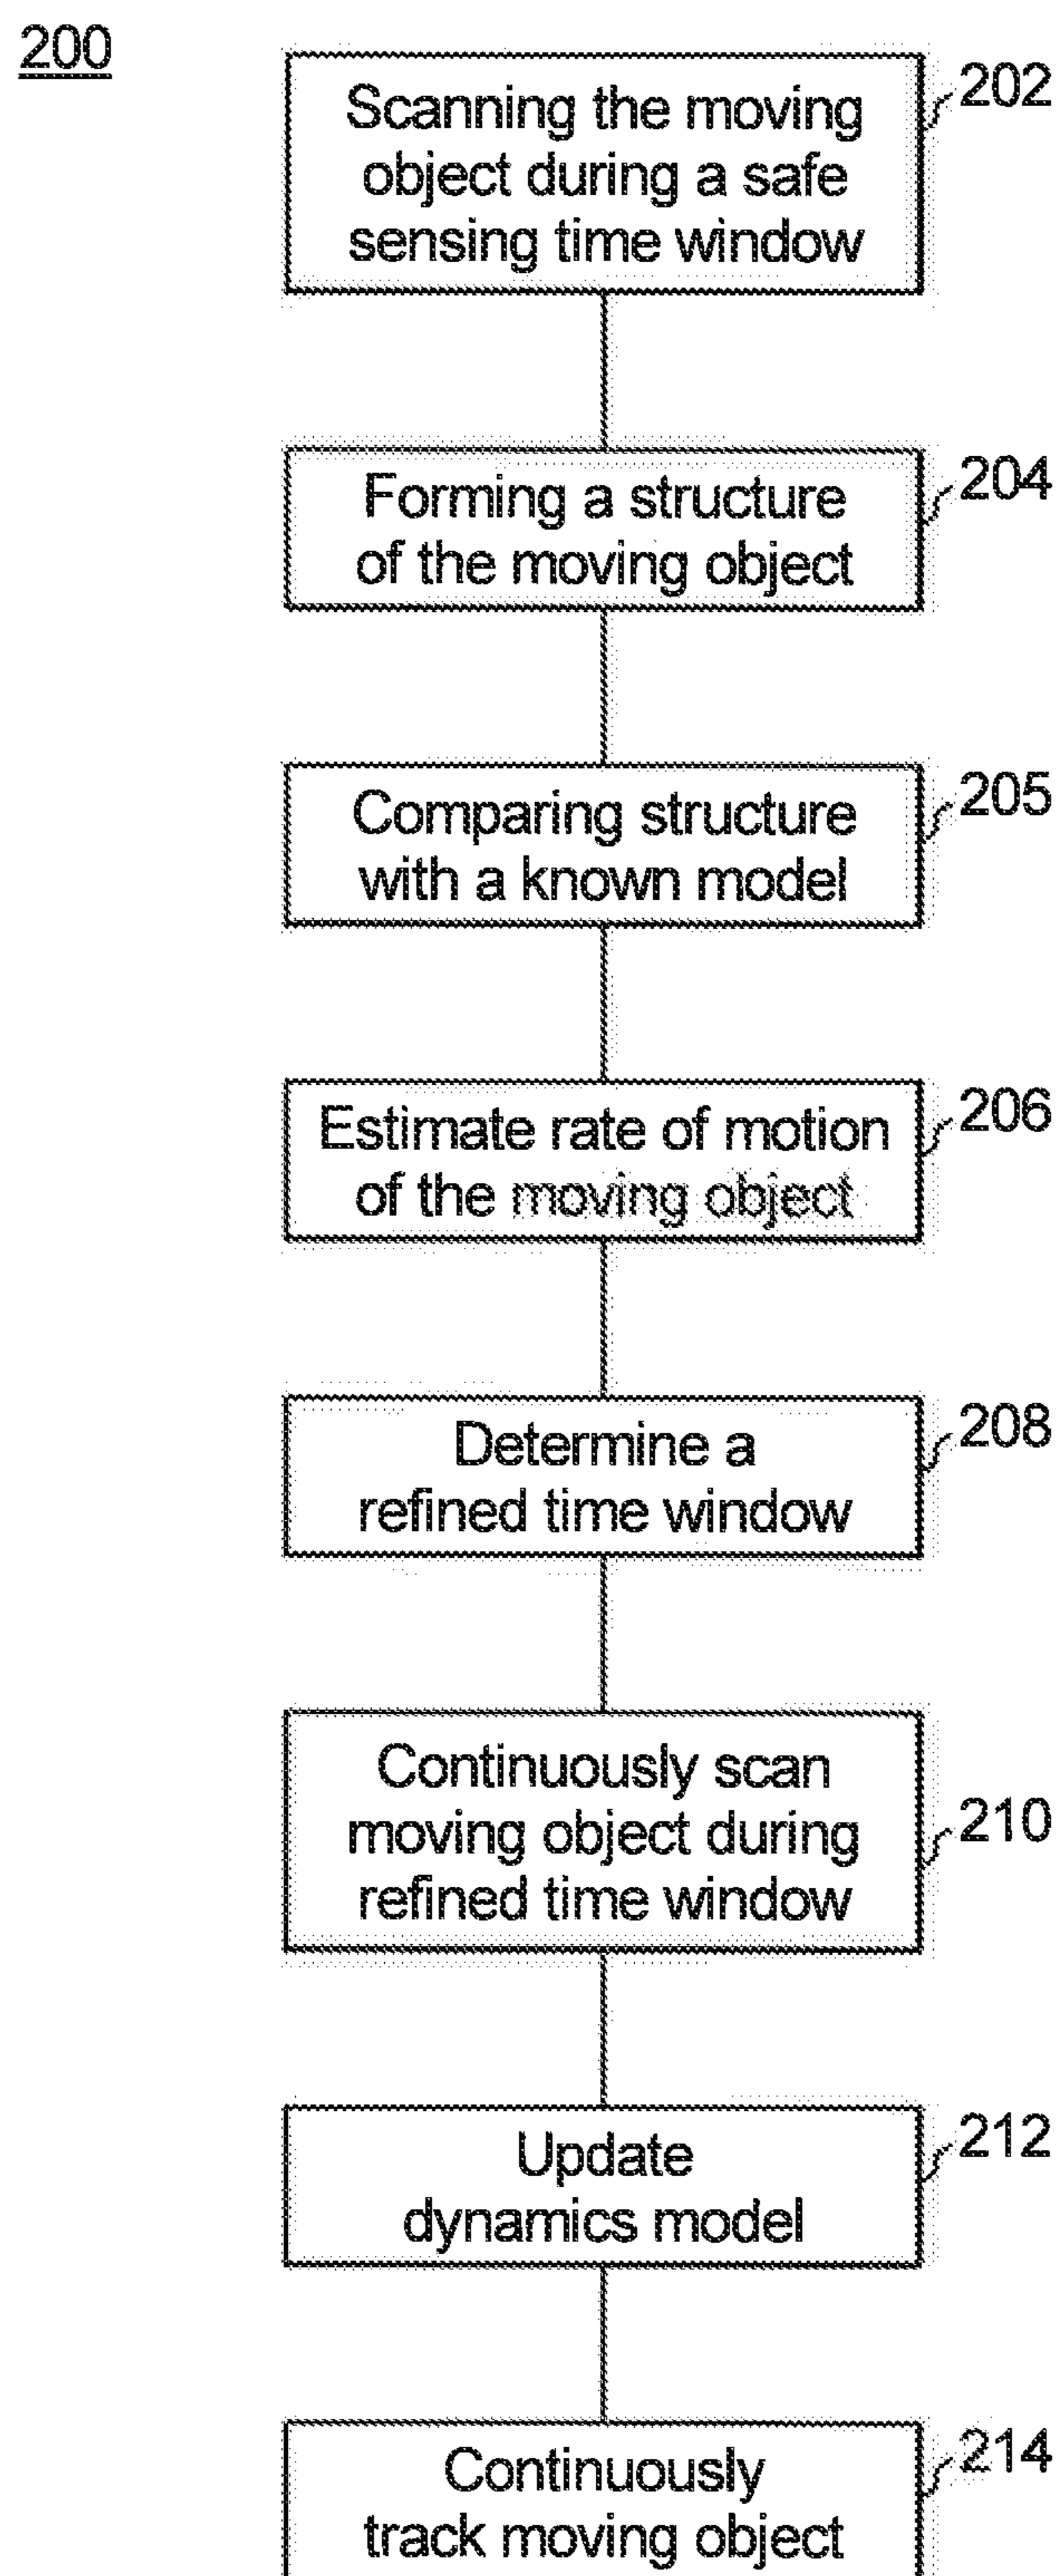 200
Scanning the moving
object during a safe
sensing time window
202
Forming a structure
of the moving object
204
Comparing structure
with a known model
205
Estimate rate of motion
of the moving object
206
Determine a
refined time window
208
Continuously scan
moving object during
refined time window
210
Update
dynamics model
212
Continuously
track moving object
214